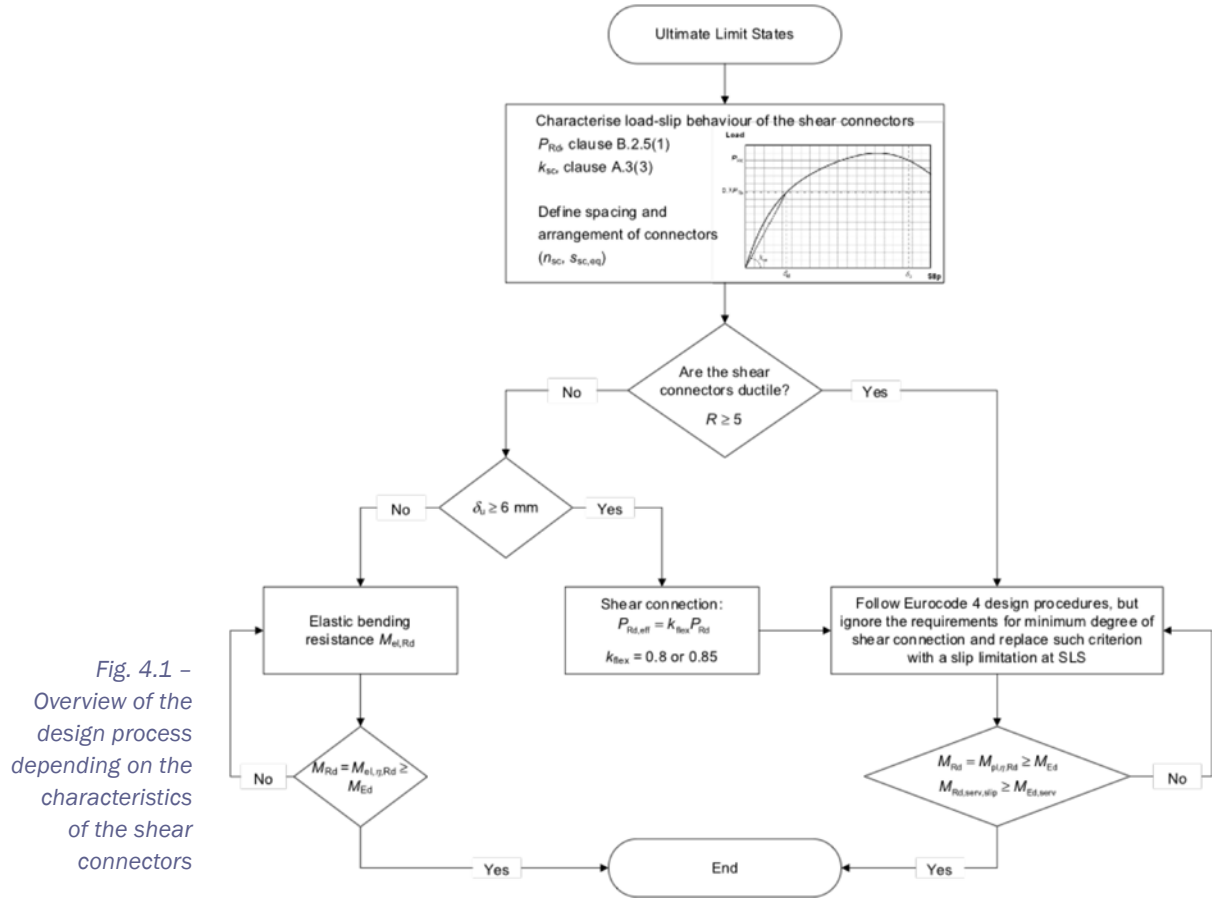 Ultimate Limit States
Characterise load-slip behaviour of the shear connectors
P_Rd, clause B.2.5(1)
k_sc, clause A.3(3)
Define spacing and
arrangement of connectors
(n_sc, s_sc,eq)
Load
Slip
Are the shear
connectors ductile?
R ≥ 5
No
Yes
δ_u ≥ 6 mm
No
Yes
Elastic bending
resistance M_el,Rd
Shear connection:
P_Rd,eff = k_flex P_Rd
k_flex = 0.8 or 0.85
Follow Eurocode 4 design procedures, but
ignore the requirements for minimum degree of
shear connection and replace such criterion
with a slip limitation at SLS
M_Rd = M_el,η,Rd ≥
M_Ed
No
M_Rd = M_pl,η,Rd ≥ M_Ed
M_Rd,serv,slip ≥ M_Ed,serv
No
Yes
End
Yes
Fig. 4.1 –
Overview of the
design process
depending on the
characteristics
of the shear
connectors